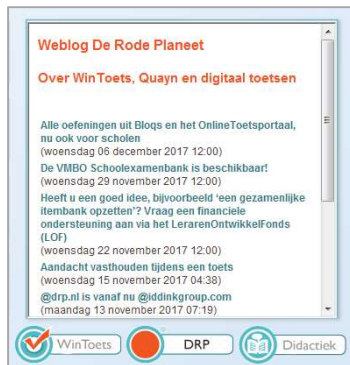 Weblog De Rode Planeet
Over WinToets, Quayn en digitaal toetsen
Alle oefeningen uit Bloqs en het OnlineToetsportaal,
nu ook voor scholen
(woensdag 06 december 2017 12:00)
De VMBO Schoolexamenbank is beschikbaar!
(woensdag 29 november 2017 12:00)
Heeft u een goed idee, bijvoorbeeld ‘een gezamenlijke
itembank opzetten’? Vraag een financiele
ondersteuning aan via het LerarenOntwikkelFonds
(LOF)
(woensdag 22 november 2017 12:00)
Aandacht vasthouden tijdens een toets
(woensdag 15 november 2017 04:38)
@drp.nl is vanaf nu @iddinkgroup.com
(maandag 13 november 2017 07:19)
WinToets DRP Didactiek